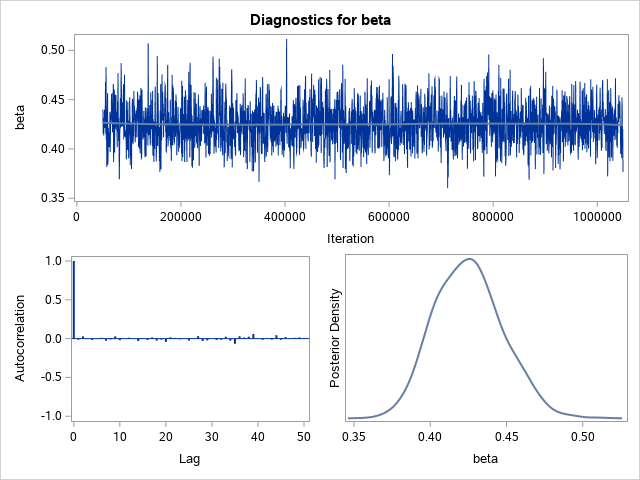 Diagnostics for beta
beta
0.50
0.45
0.40
0.35
0 200000 400000 600000 800000 1000000
Iteration
Autocorrelation
1.0
0.5
0.0
-0.5
-1.0
0 10 20 30 40 50
Lag
Posterior Density
0.35 0.40 0.45 0.50
beta